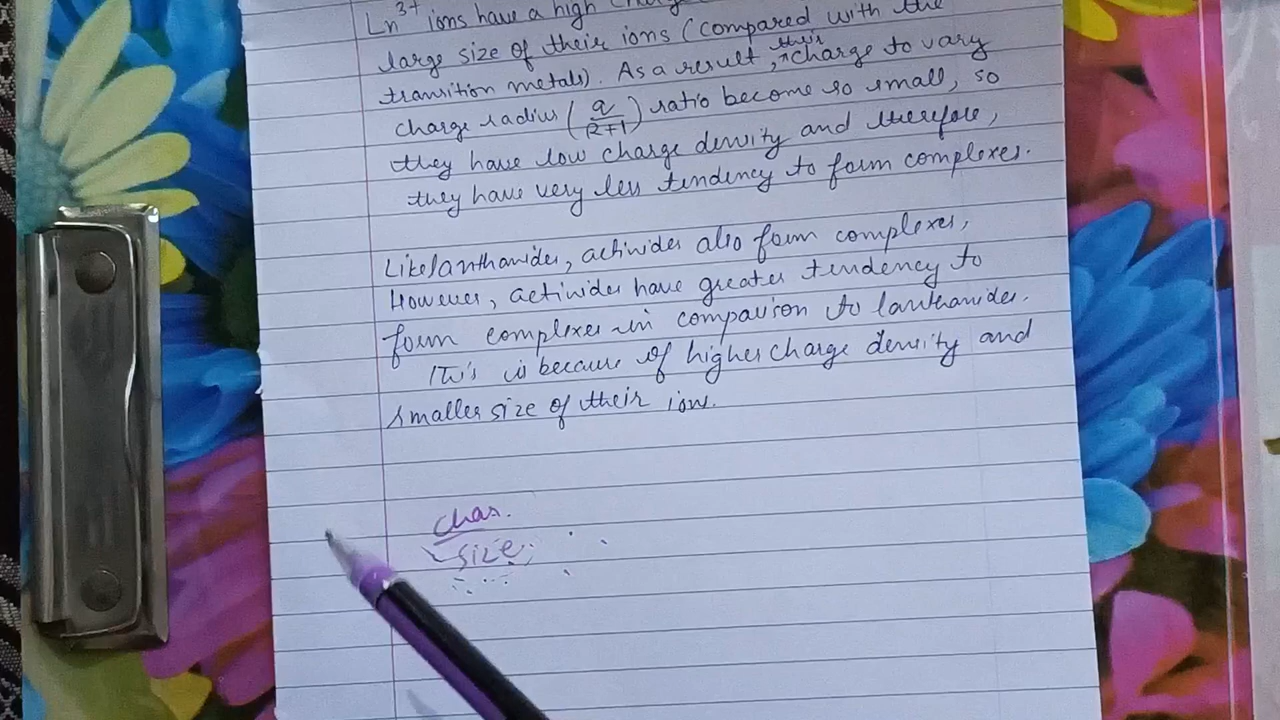 Ln³⁺ ions have a high
large size of their ions (compared with the
transition metals). As a result, their charge to vary
charge radius (q/r+1) ratio become so small, so
they have low charge density and therefore,
they have very less tendency to form complexes.
Like lanthanides, actinides also form complexes,
However, actinides have greater tendency to
form complexes in comparison to lanthanides.
This is because of higher charge density and
smaller size of their ions.
char.
size